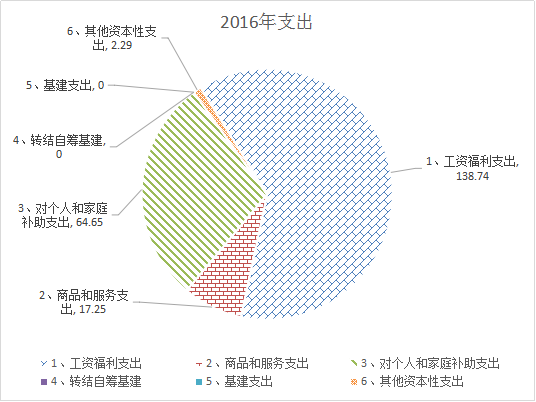 2016年支出
6、其他资本性支
出, 2.29
5、基建支出, 0
4、转结自筹基建,
0
1、工资福利支出,
138.74
3、对个人和家庭
补助支出, 64.65
2、商品和服务支
出, 17.25
1、工资福利支出
2、商品和服务支出
3、对个人和家庭补助支出
4、转结自筹基建
5、基建支出
6、其他资本性支出